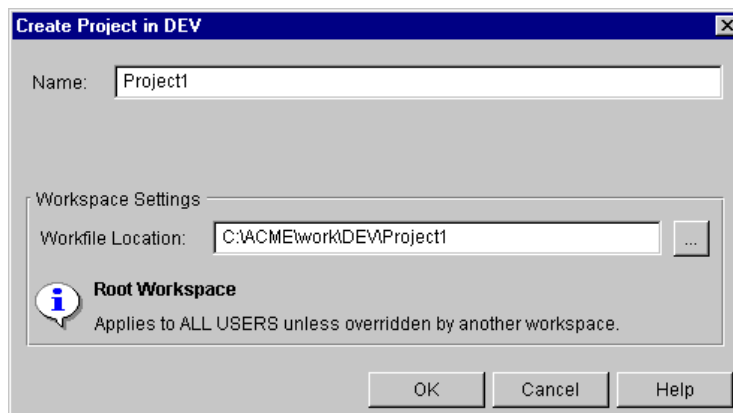 Create Project in DEV
Name: Project1
Workspace Settings
Workfile Location: C:\ACME\work\DEV\Project1 ...
Root Workspace
Applies to ALL USERS unless overridden by another workspace.
OK Cancel Help